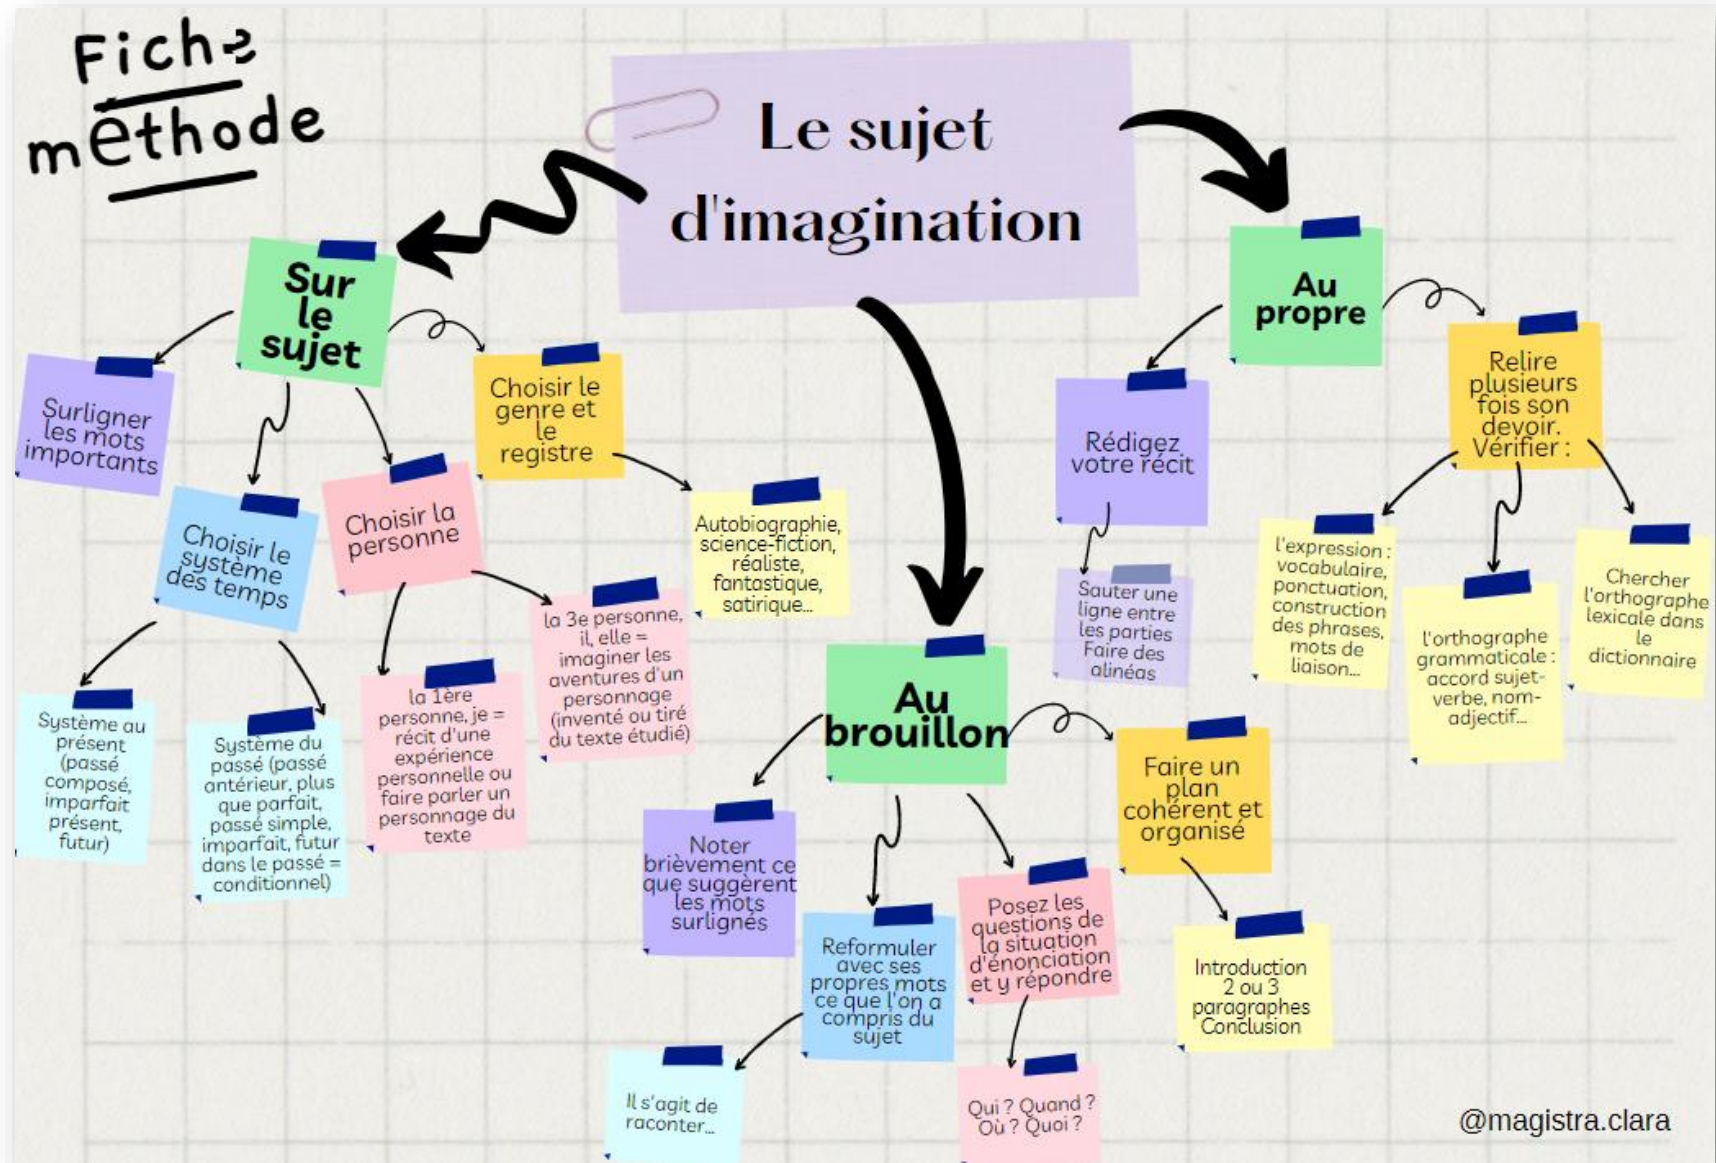 Fiche
méthode
Le sujet
d'imagination
Sur
le
sujet
Surligner
les mots
importants
Choisir le
système
des temps
Système au
présent
(passé
composé,
imparfait
présent,
futur)
Système du
passé (passé
antérieur, plus
que parfait,
passé simple,
imparfait, futur
dans le passé =
conditionnel)
Choisir la
personne
la 1ère
personne, je =
récit d'une
expérience
personnelle ou
faire parler un
personnage du
texte
la 3e personne,
il, elle =
imaginer les
aventures d'un
personnage
(inventé ou tiré
du texte étudié)
Choisir le
genre et
le
registre
Autobiographie,
science-fiction,
réaliste,
fantastique,
satirique...
Au
brouillon
Noter
brièvement ce
que suggèrent
les mots
surlignés
Reformuler
avec ses
propres mots
ce que l'on a
compris du
sujet
Il s'agit de
raconter...
Posez les
questions de
la situation
d'énonciation
et y répondre
Qui ? Quand ?
Où ? Quoi ?
Faire un
plan
cohérent et
organisé
Introduction
2 ou 3
paragraphes
Conclusion
Au
propre
Rédigez
votre récit
Sauter une
ligne entre
les parties
Faire des
alinéas
Relire
plusieurs
fois son
devoir.
Vérifier :
l'expression :
vocabulaire,
ponctuation,
construction
des phrases,
mots de
liaison...
l'orthographe
grammaticale :
accord sujet-
verbe, nom-
adjectif...
Chercher
l'orthographe
lexicale dans
le
dictionnaire
@magistra.clara